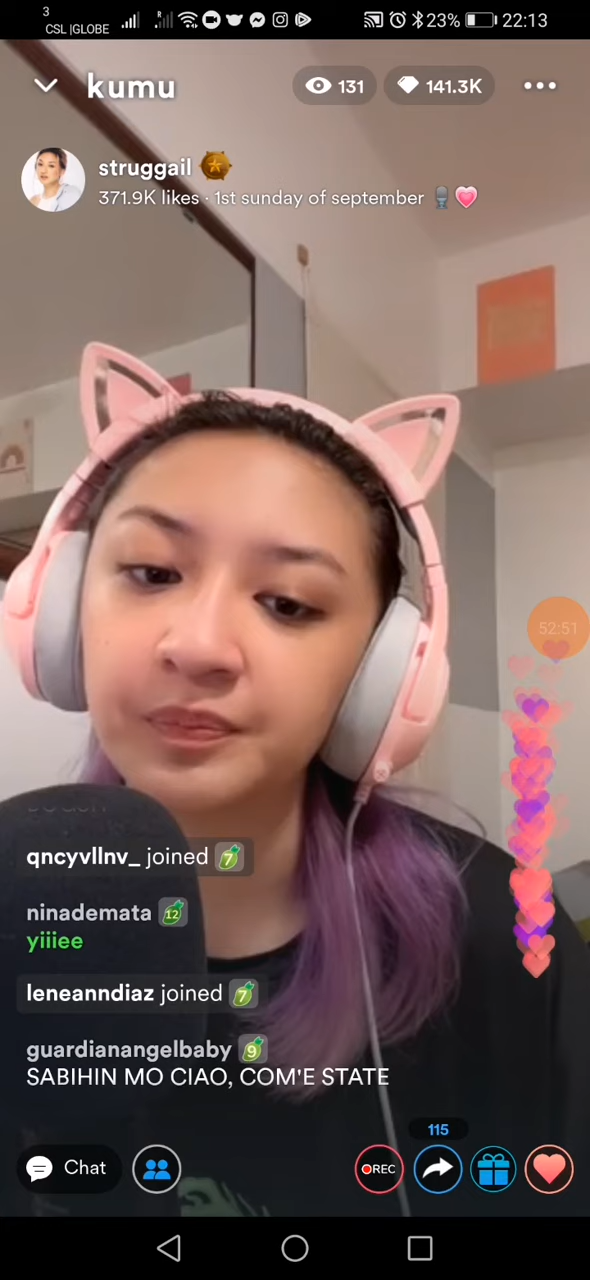 3
CSL |GLOBE
R
23%
22:13
kumu
131
141.3K
struggail
371.9K likes · 1st sunday of september
52:51
qncyvllnv_ joined 7
ninademata 12
yiiiee
leneanndiaz joined 7
guardianangelbaby 9
SABIHIN MO CIAO, COM'E STATE
115
Chat
REC